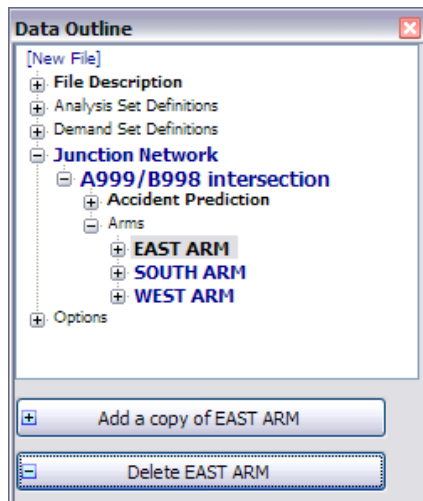 Data Outline
[New File]
File Description
Analysis Set Definitions
Demand Set Definitions
Junction Network
A999/B998 intersection
Accident Prediction
Arms
EAST ARM
SOUTH ARM
WEST ARM
Options
Add a copy of EAST ARM
Delete EAST ARM